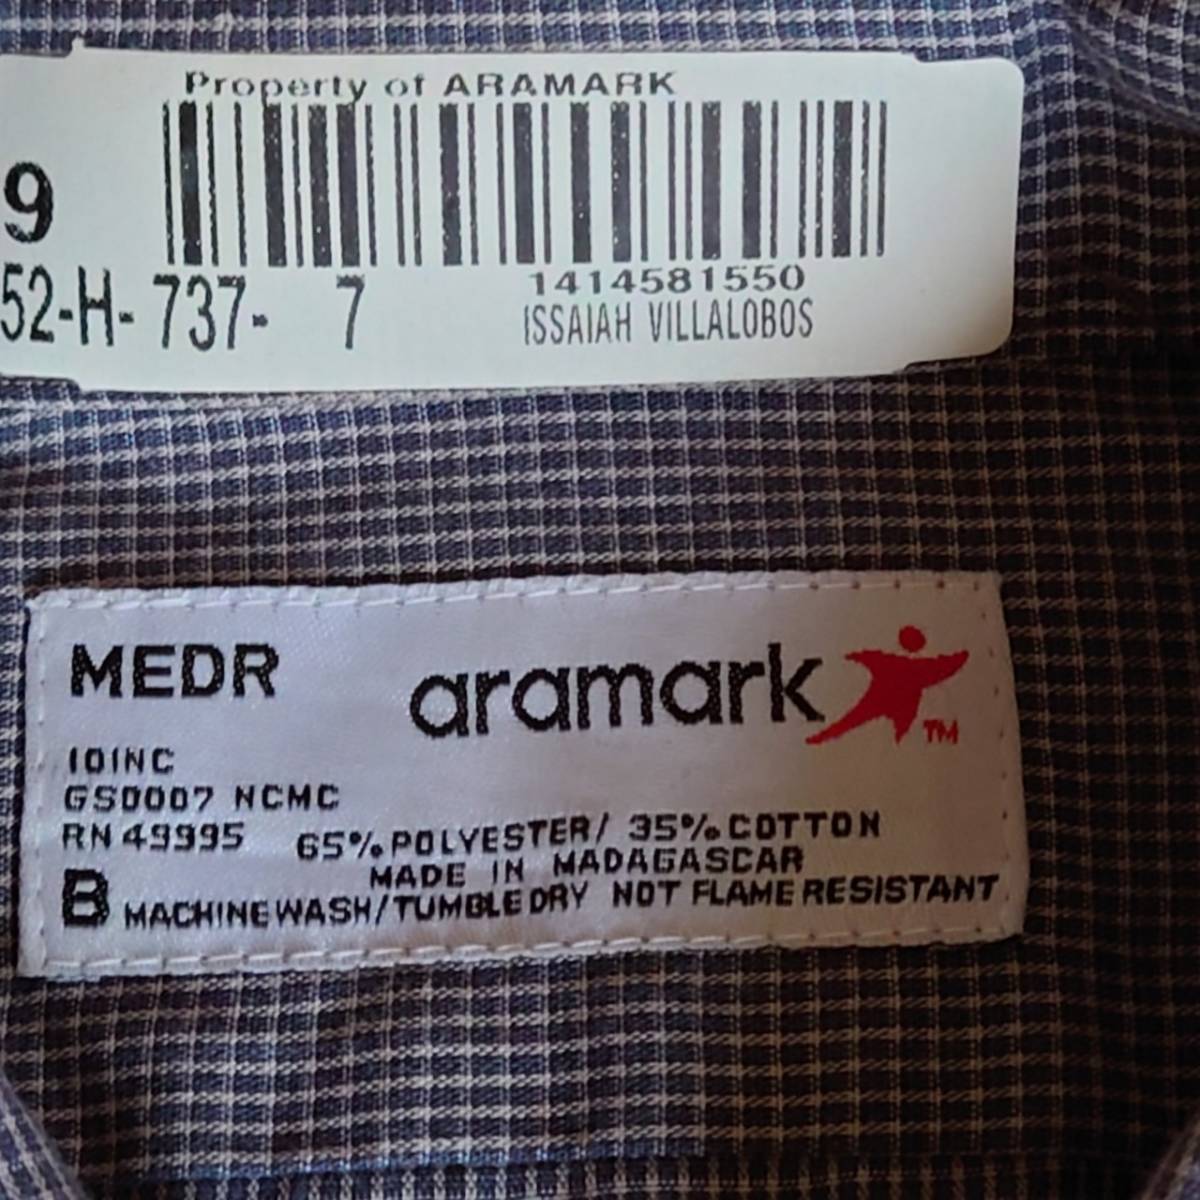 Property of ARAMARK
9
52-H-737- 7
1414581550
ISSAIAH VILLALOBOS
MEDR
aramark TM
101NC
GS0007 NCMC
RN 49995 65% POLYESTER/ 35% COTTON
MADE IN MADAGASCAR
B MACHINE WASH/TUMBLE DRY NOT FLAME RESISTANT